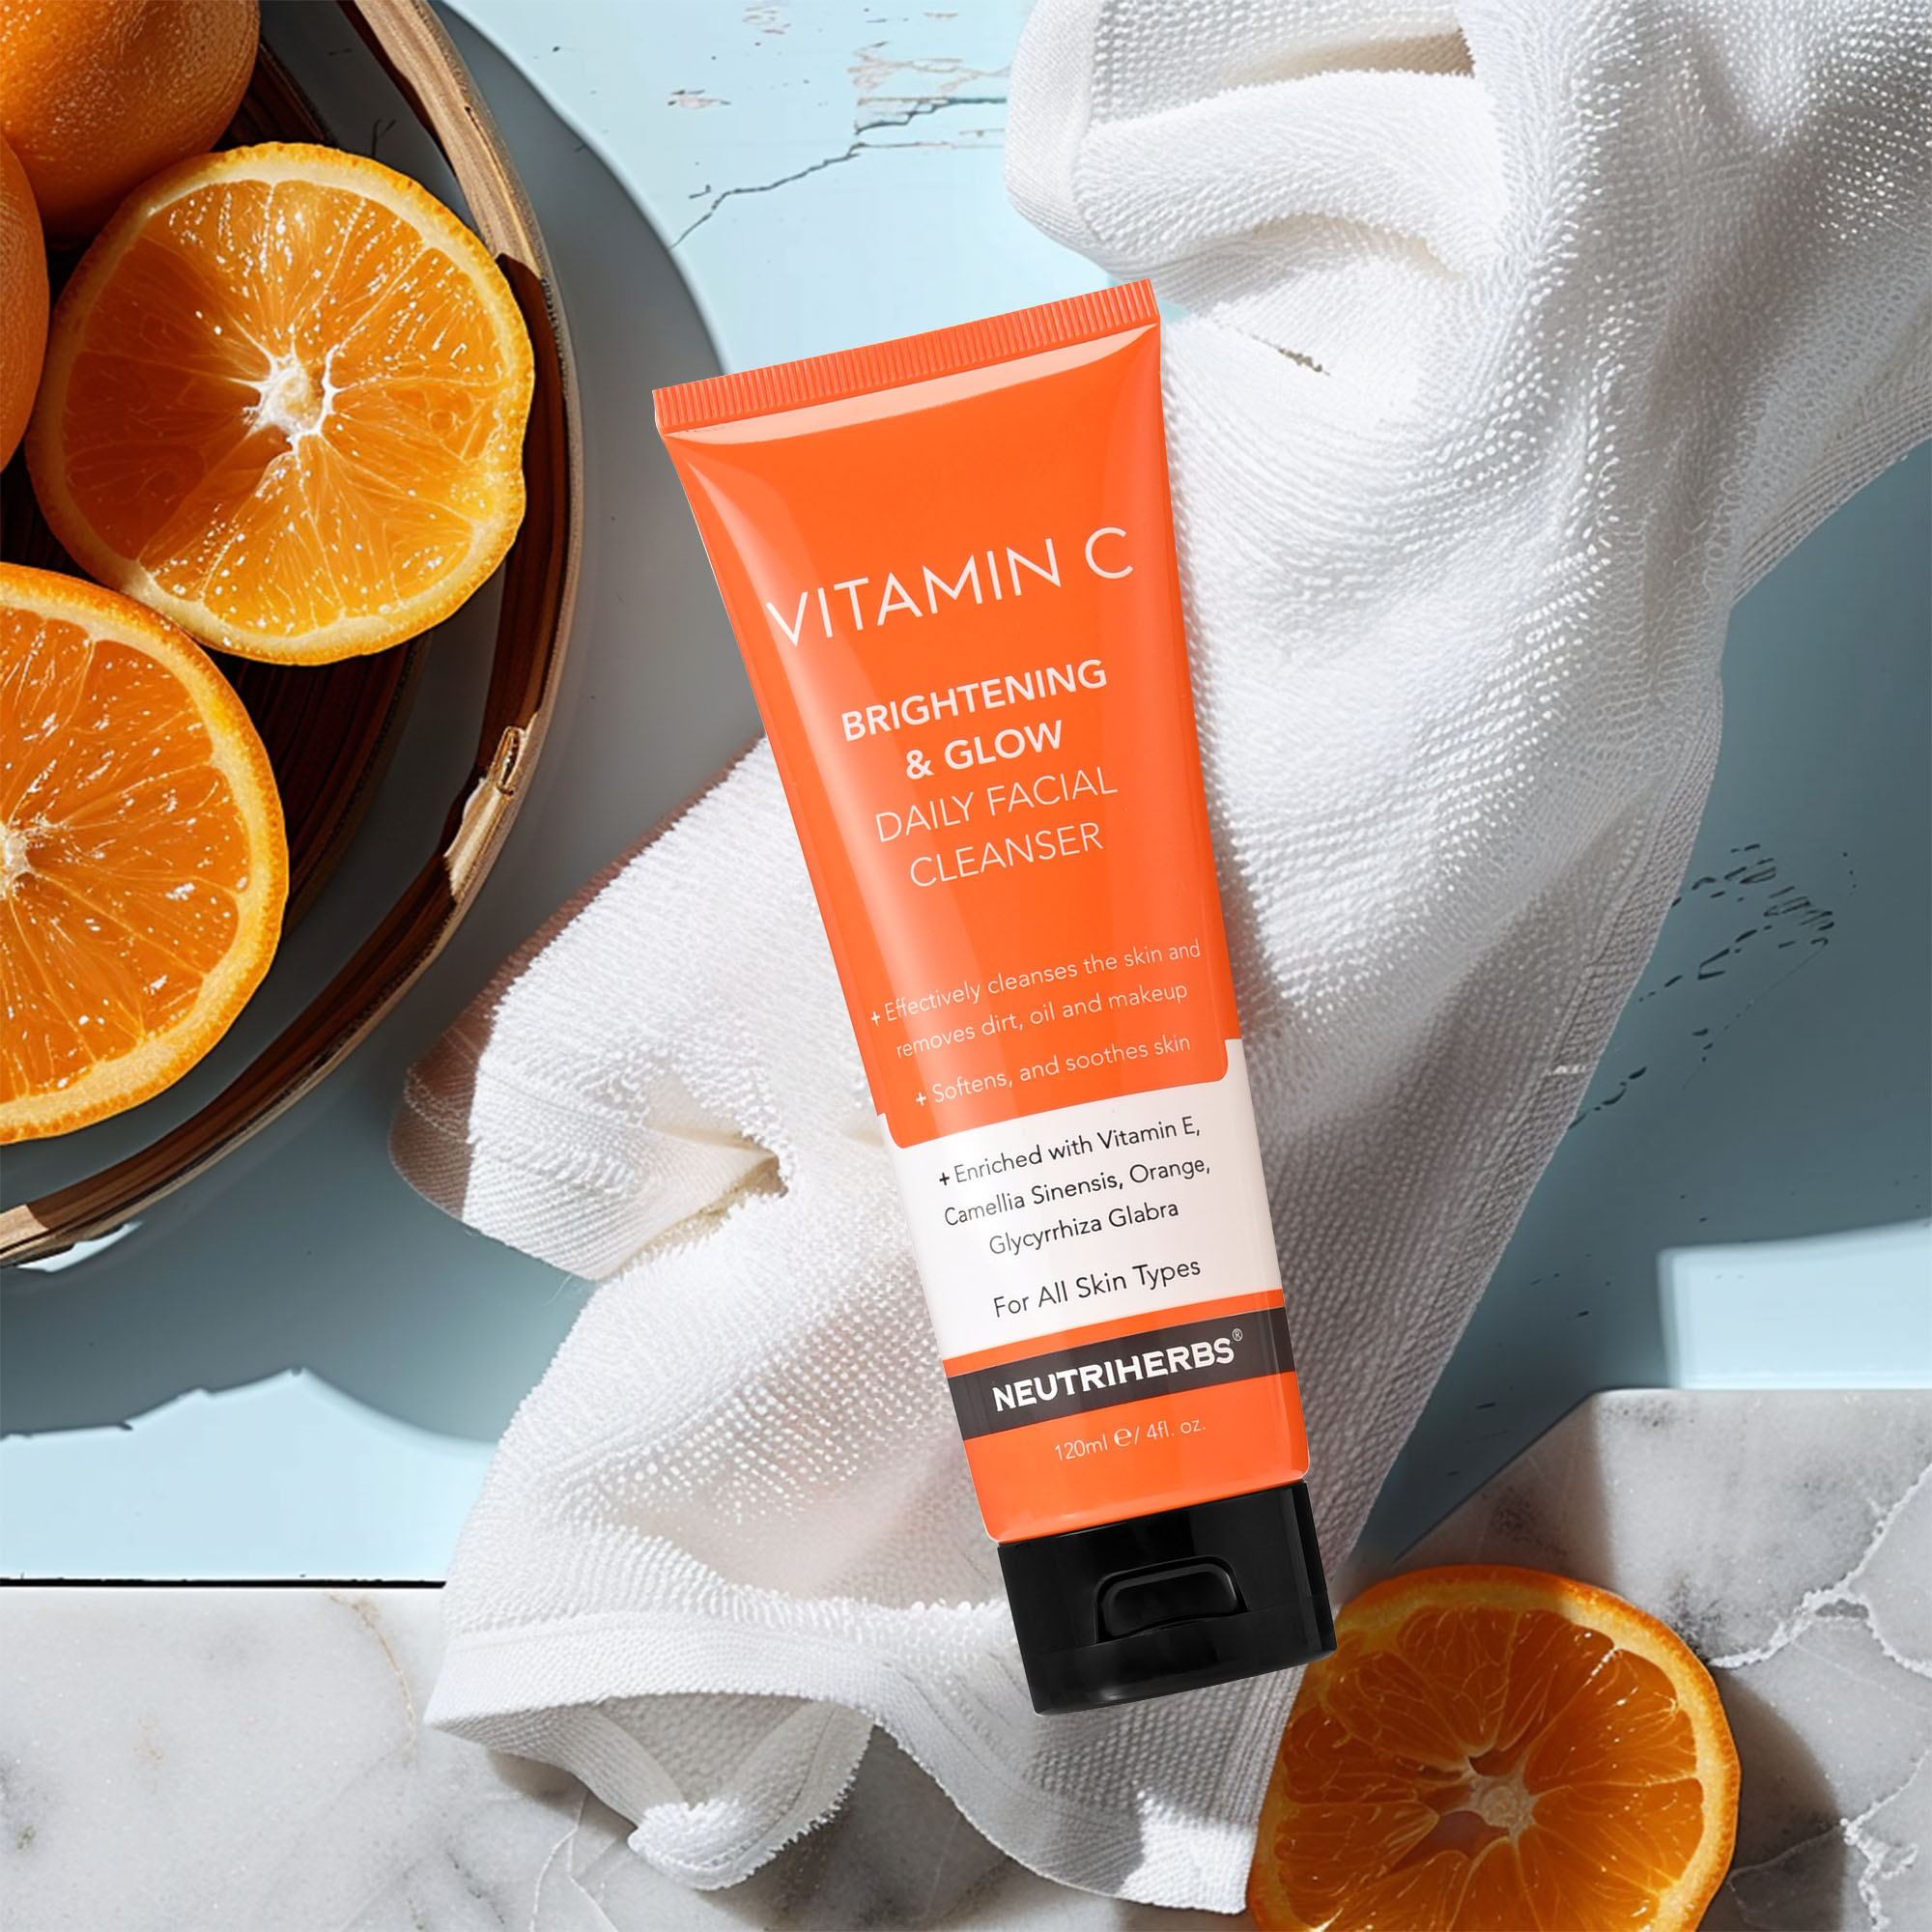 VITAMIN C
BRIGHTENING
& GLOW
DAILY FACIAL
CLEANSER
+ Effectively cleanses the skin and
removes dirt, oil and makeup
+ Softens, and soothes skin
+ Enriched with Vitamin E,
Camellia Sinensis, Orange,
Glycyrrhiza Glabra
For All Skin Types
NEUTRIHERBS®
120ml ℮/ 4fl. oz.